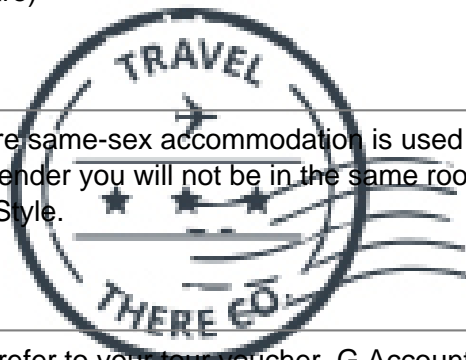 TRAVEL
re same-sex accommodation is used
ender you will not be in the same roo
Style.
THERE CO.
refer to your tour voucher, G Account